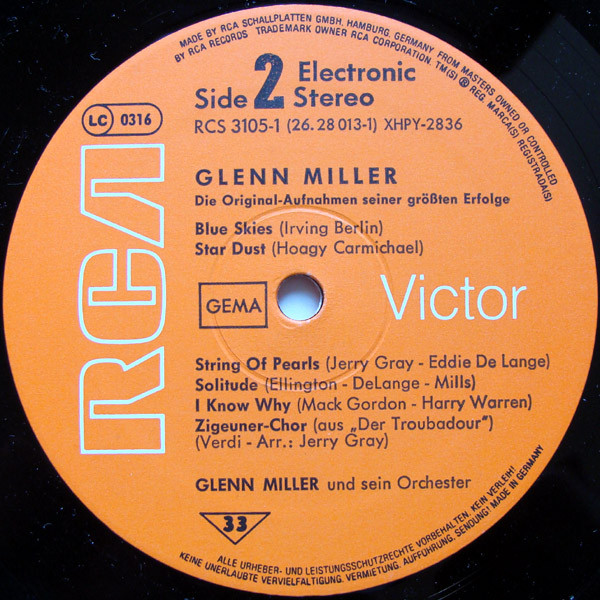 MADE BY RCA SCHALLPLATTEN GMBH, HAMBURG, GERMANY FROM MASTERS OWNED OR CONTROLLED
BY RCA RECORDS TRADEMARK OWNER RCA CORPORATION. TM(S) ® REG. MARCA(S) REGISTRADA(S)
Side 2 Electronic
Stereo
LC 0316
RCS 3105-1 (26.28 013-1) XHPY-2836
RCA
GLENN MILLER
Die Original-Aufnahmen seiner größten Erfolge
Blue Skies (Irving Berlin)
Star Dust (Hoagy Carmichael)
GEMA
Victor
String Of Pearls (Jerry Gray - Eddie De Lange)
Solitude (Ellington - DeLange - Mills)
I Know Why (Mack Gordon - Harry Warren)
Zigeuner-Chor (aus „Der Troubadour“)
(Verdi - Arr.: Jerry Gray)
GLENN MILLER und sein Orchester
33
ALLE URHEBER- UND LEISTUNGSSCHUTZRECHTE VORBEHALTEN. KEIN VERLEIH!
KEINE UNERLAUBTE VERVIELFÄLTIGUNG, VERMIETUNG, AUFFÜHRUNG, SENDUNG! MADE IN GERMANY